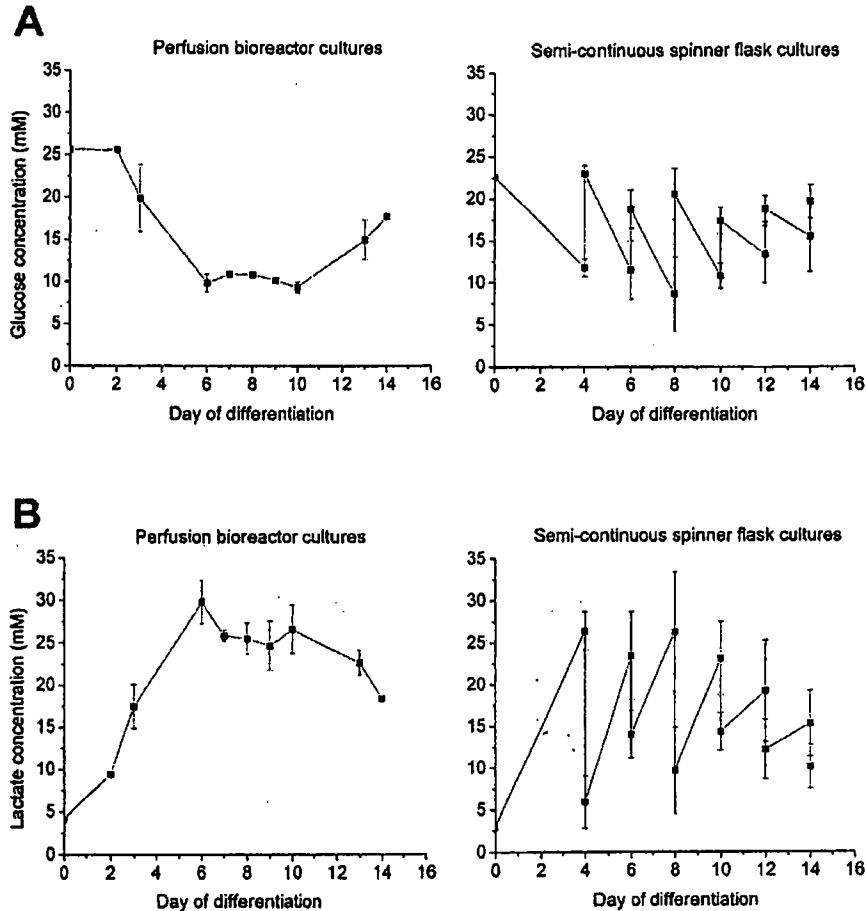 A
Perfusion bioreactor cultures
Semi-continuous spinner flask cultures
Glucose concentration (mM)
35
30
25
20
15
10
5
0
0 2 4 6 8 10 12 14 16
Day of differentiation
35
30
25
20
15
10
5
0
0 2 4 6 8 10 12 14 16
Day of differentiation
B
Perfusion bioreactor cultures
Semi-continuous spinner flask cultures
Lactate concentration (mM)
35
30
25
20
15
10
5
0
0 2 4 6 8 10 12 14 16
Day of differentiation
35
30
25
20
15
10
5
0
0 2 4 6 8 10 12 14 16
Day of differentiation